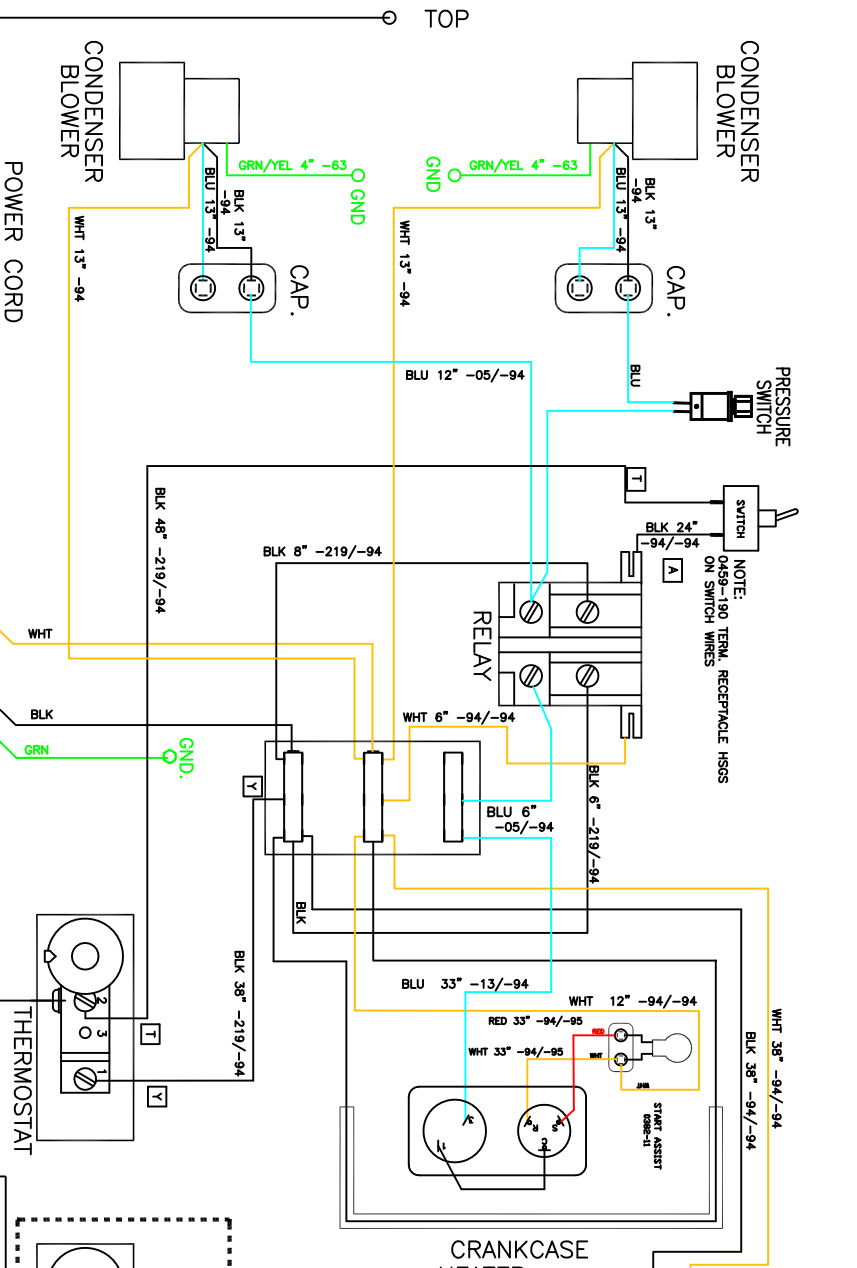 TOP
CONDENSER
BLOWER
CONDENSER
BLOWER
GRN/YEL 4" -63
GND
GND
GRN/YEL 4" -63
POWER CORD
BLU 13" -94
BLK 13"
-94
BLU 13" -94
BLK 13"
-94
WHT 13" -94
WHT 13" -94
CAP.
CAP.
BLU 12" -05/-94
BLU
PRESSURE
SWITCH
T
SWITCH
BLK 24"
-94/-94
A
NOTE:
0459-190 TERM. RECEPTACLE HSGS
ON SWITCH WIRES
BLK 48" -219/-94
BLK 8" -219/-94
RELAY
WHT
BLK
GRN
GND.
WHT 6" -94/-94
Y
BLU 6"
-05/-94
BLK 6" -219/-94
BLK
BLK 38" -219/-94
BLU 33" -13/-94
WHT 12" -94/-94
RED 33" -94/-95
RED
WHT 33" -94/-95
WHT
WHT
START ASSIST
0382-11
WHT 38" -94/-94
BLK 38" -94/-94
2
3
1
T
Y
THERMOSTAT
3
1
R
S
C
CRANKCASE
HEATER